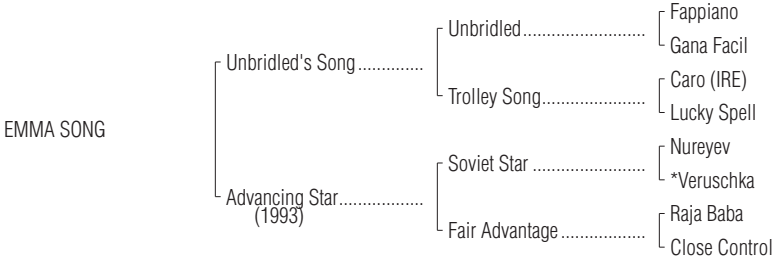 Fappiano
Unbridled..........................
Gana Facil
Unbridled's Song..............
Caro (IRE)
Trolley Song......................
Lucky Spell
EMMA SONG
Nureyev
Soviet Star ........................
*Veruschka
Advancing Star..................
(1993)
Raja Baba
Fair Advantage ..................
Close Control